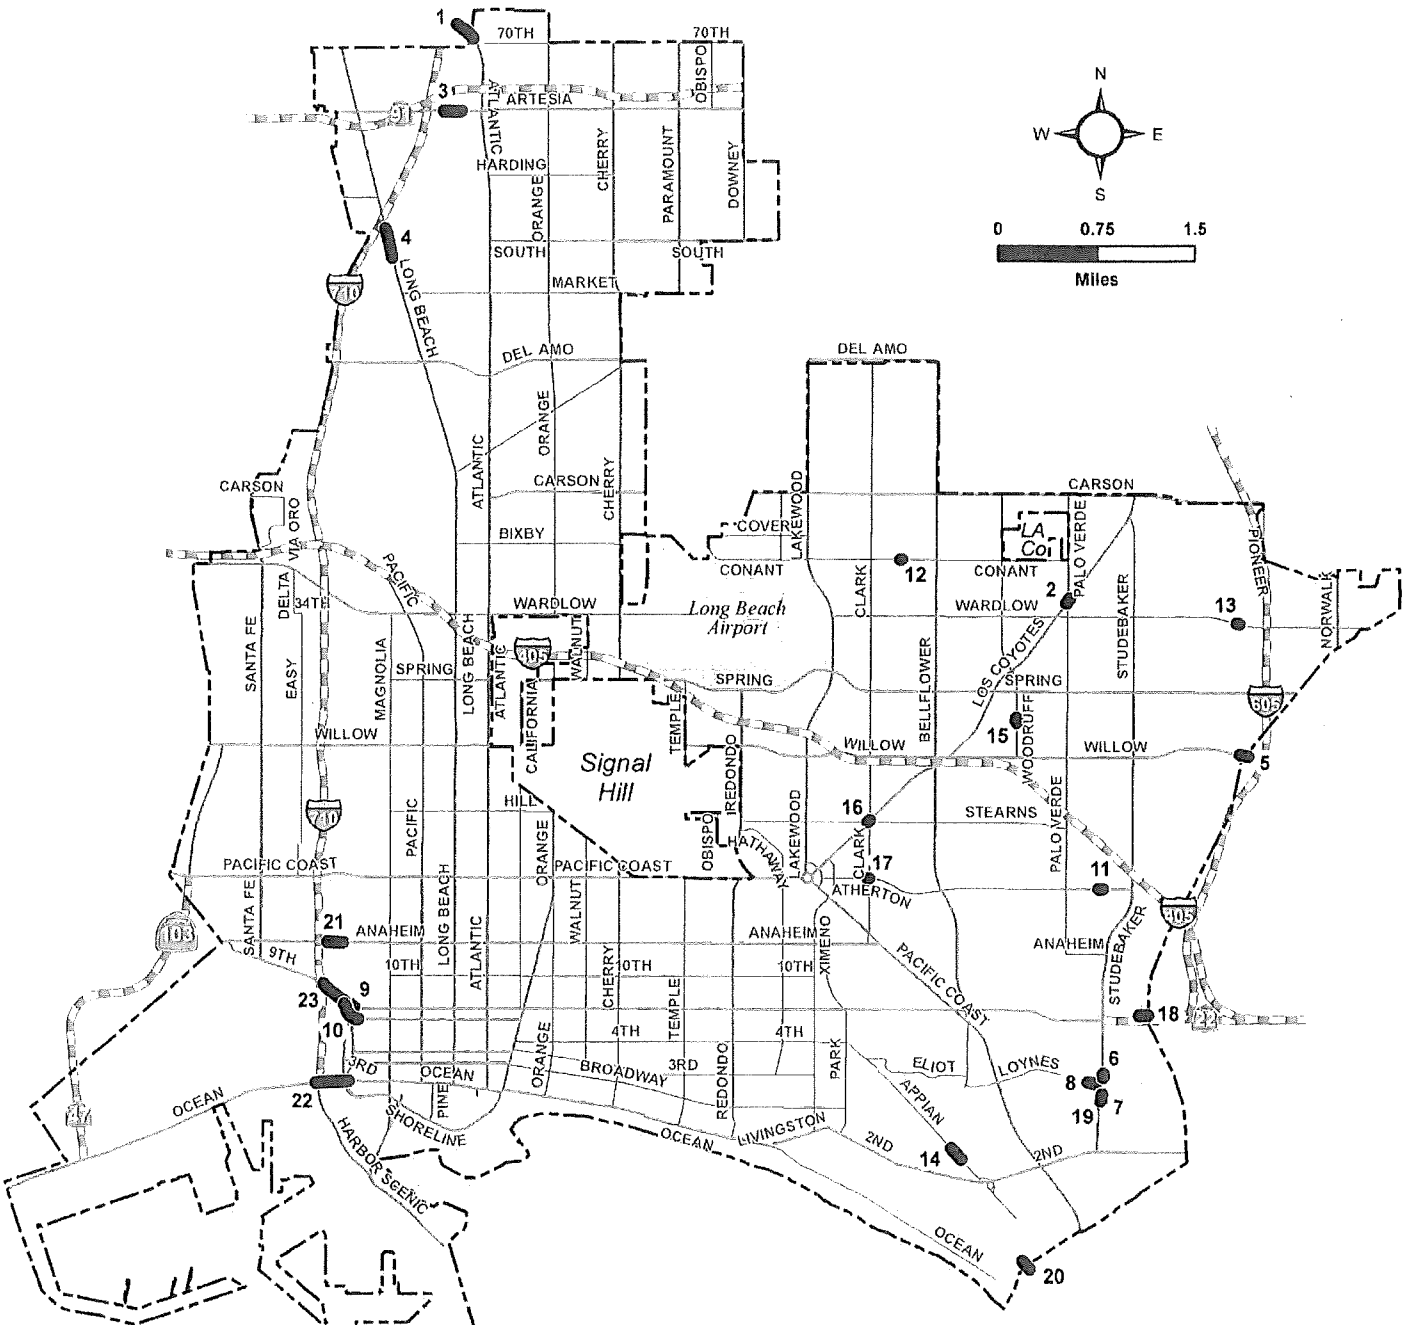 1
70TH
70TH
N
W
E
S
0
0.75
1.5
Miles
3
91
ATLANTIC
ARTESIA
OBISPO
HARDING
ORANGE
CHERRY
PARAMOUNT
DOWNEY
4
SOUTH
SOUTH
710
LONG BEACH
MARKET
DEL AMO
DEL AMO
ORANGE
ATLANTIC
CARSON
CARSON
CHERRY
VIA ORO
BIXBY
LAKEWOOD
COVER
CONANT
CARSON
LA
Co.
CONANT
PALO VERDE
PIONEER
12
2
13
NORWALK
PACIFIC
DELTA
34TH
WARDLOW
Long Beach
Airport
CLARK
WARDLOW
STUDEBAKER
SANTA FE
EASY
MAGNOLIA
SPRING
LONG BEACH
ATLANTIC
405
WALNUT
CALIFORNIA
SPRING
TEMPLE
BELLFLOWER
LOS COYOTES
SPRING
605
WILLOW
REDONDO
WILLOW
15
WOODRUFF
WILLOW
5
Signal
Hill
710
PACIFIC
HILL
ORANGE
OBISPO
HATHAWAY
LAKEWOOD
16
CLARK
17
STEARNS
PALO VERDE
PACIFIC COAST
PACIFIC COAST
ATHERTON
11
405
103
SANTA FE
21
ANAHEIM
LONG BEACH
ATLANTIC
WALNUT
ANAHEIM
XIMENO
ANAHEIM
STUDEBAKER
9TH
10TH
CHERRY
10TH
TEMPLE
10TH
PACIFIC COAST
23
9
10
18
22
3RD
ORANGE
4TH
4TH
PARK
OCEAN
BROADWAY
3RD
REDONDO
ELIOT
LOYNES
6
8
7
19
22
OCEAN
47
PINE
SHORELINE
APPIAN
HARBOR SCENIC
OCEAN
LIVINGSTON
2ND
14
2ND
OCEAN
20